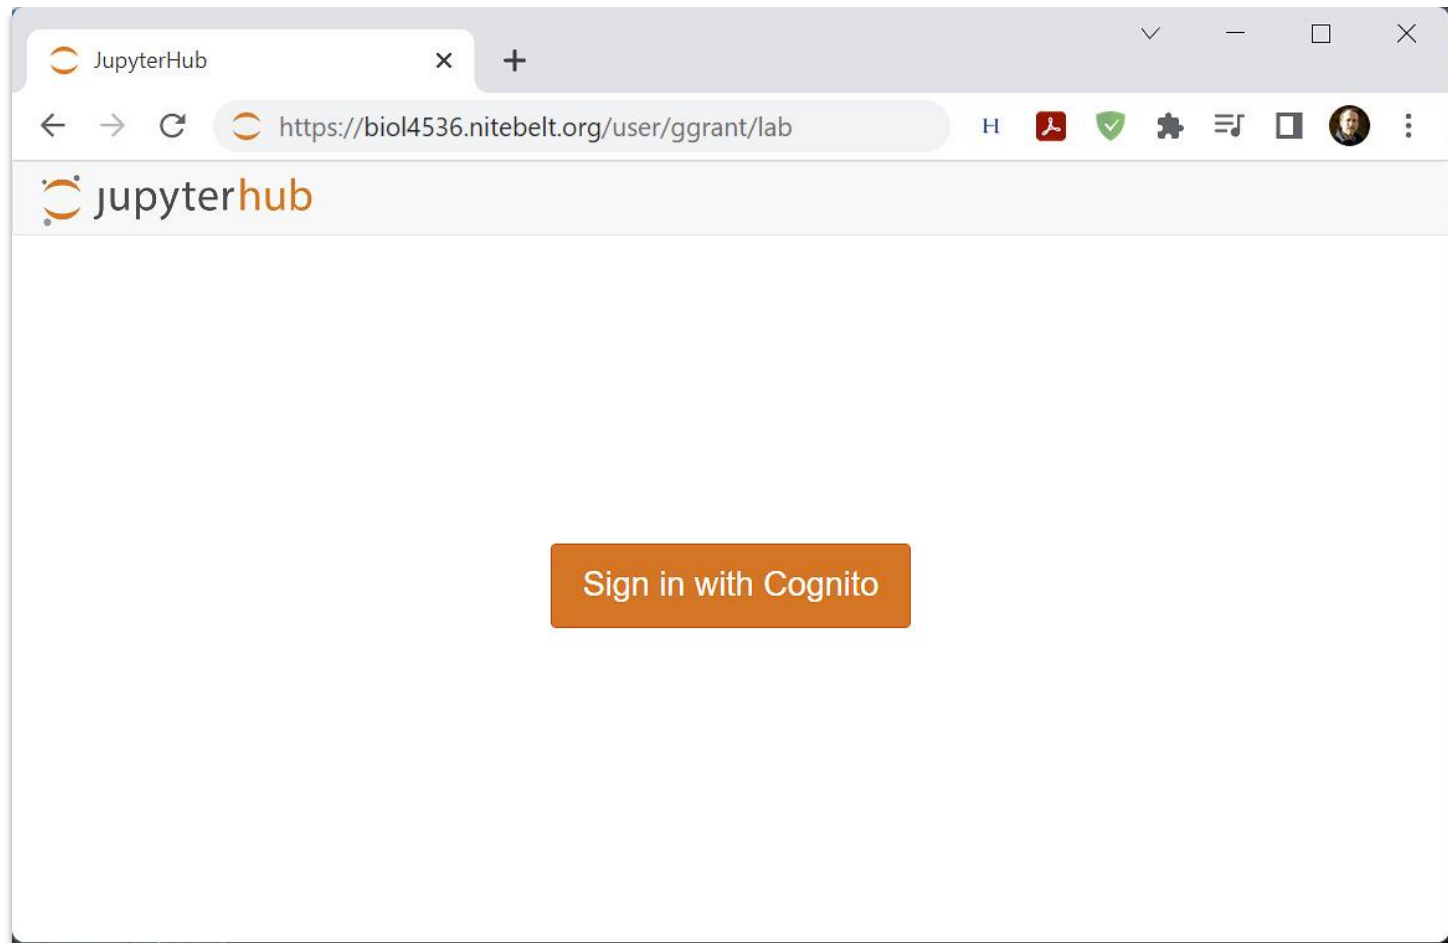 JupyterHub
https://biol4536.nitebelt.org/user/ggrant/lab
H
jupyterhub
Sign in with Cognito